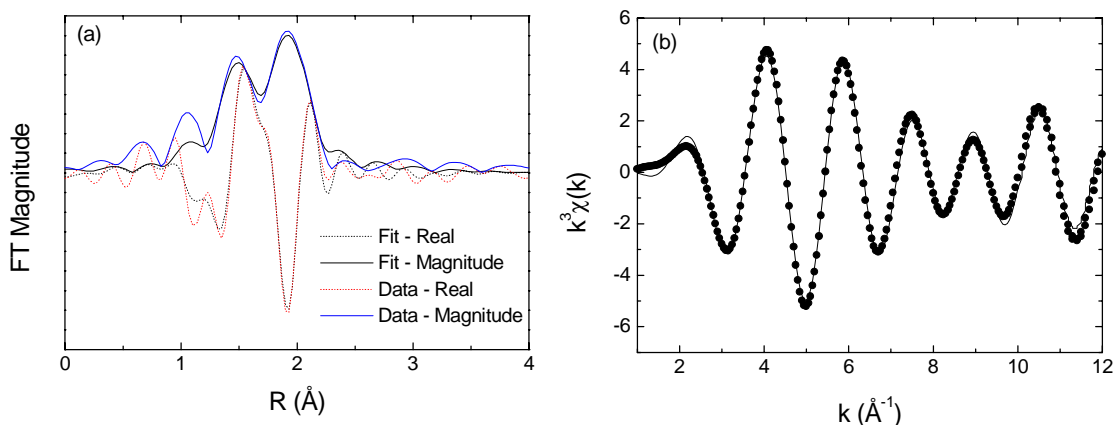 (a)
FT Magnitude
Fit - Real
Fit - Magnitude
Data - Real
Data - Magnitude
0 1 2 3 4
R (Å)
(b)
6
4
2
0
-2
-4
-6
k³χ(k)
2 4 6 8 10 12
k (Å⁻¹)